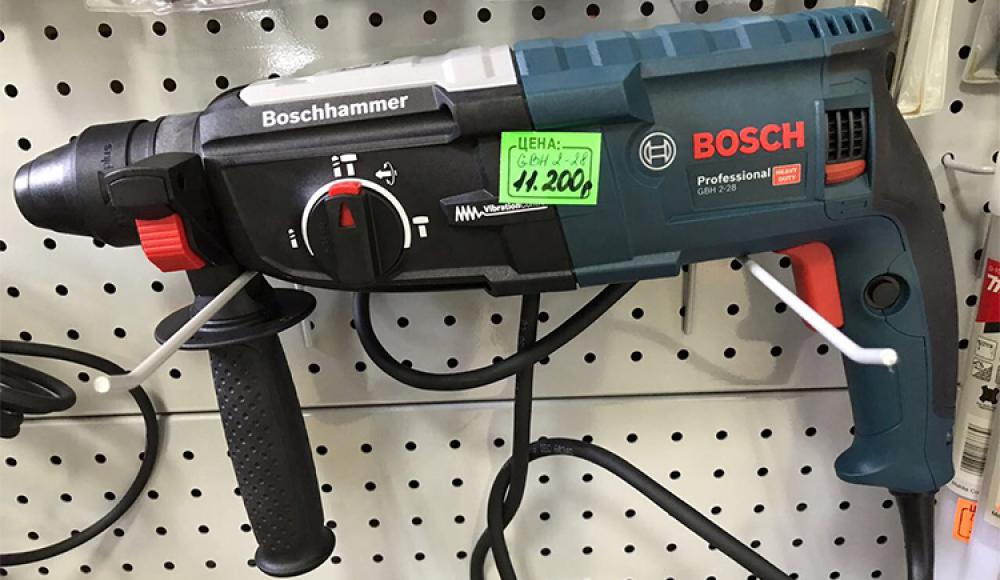 Boschhammer
ЦЕНА:
GBH 2-28
11.200р
BOSCH
Professional
HEAVY DUTY
GBH 2-28
Vibration